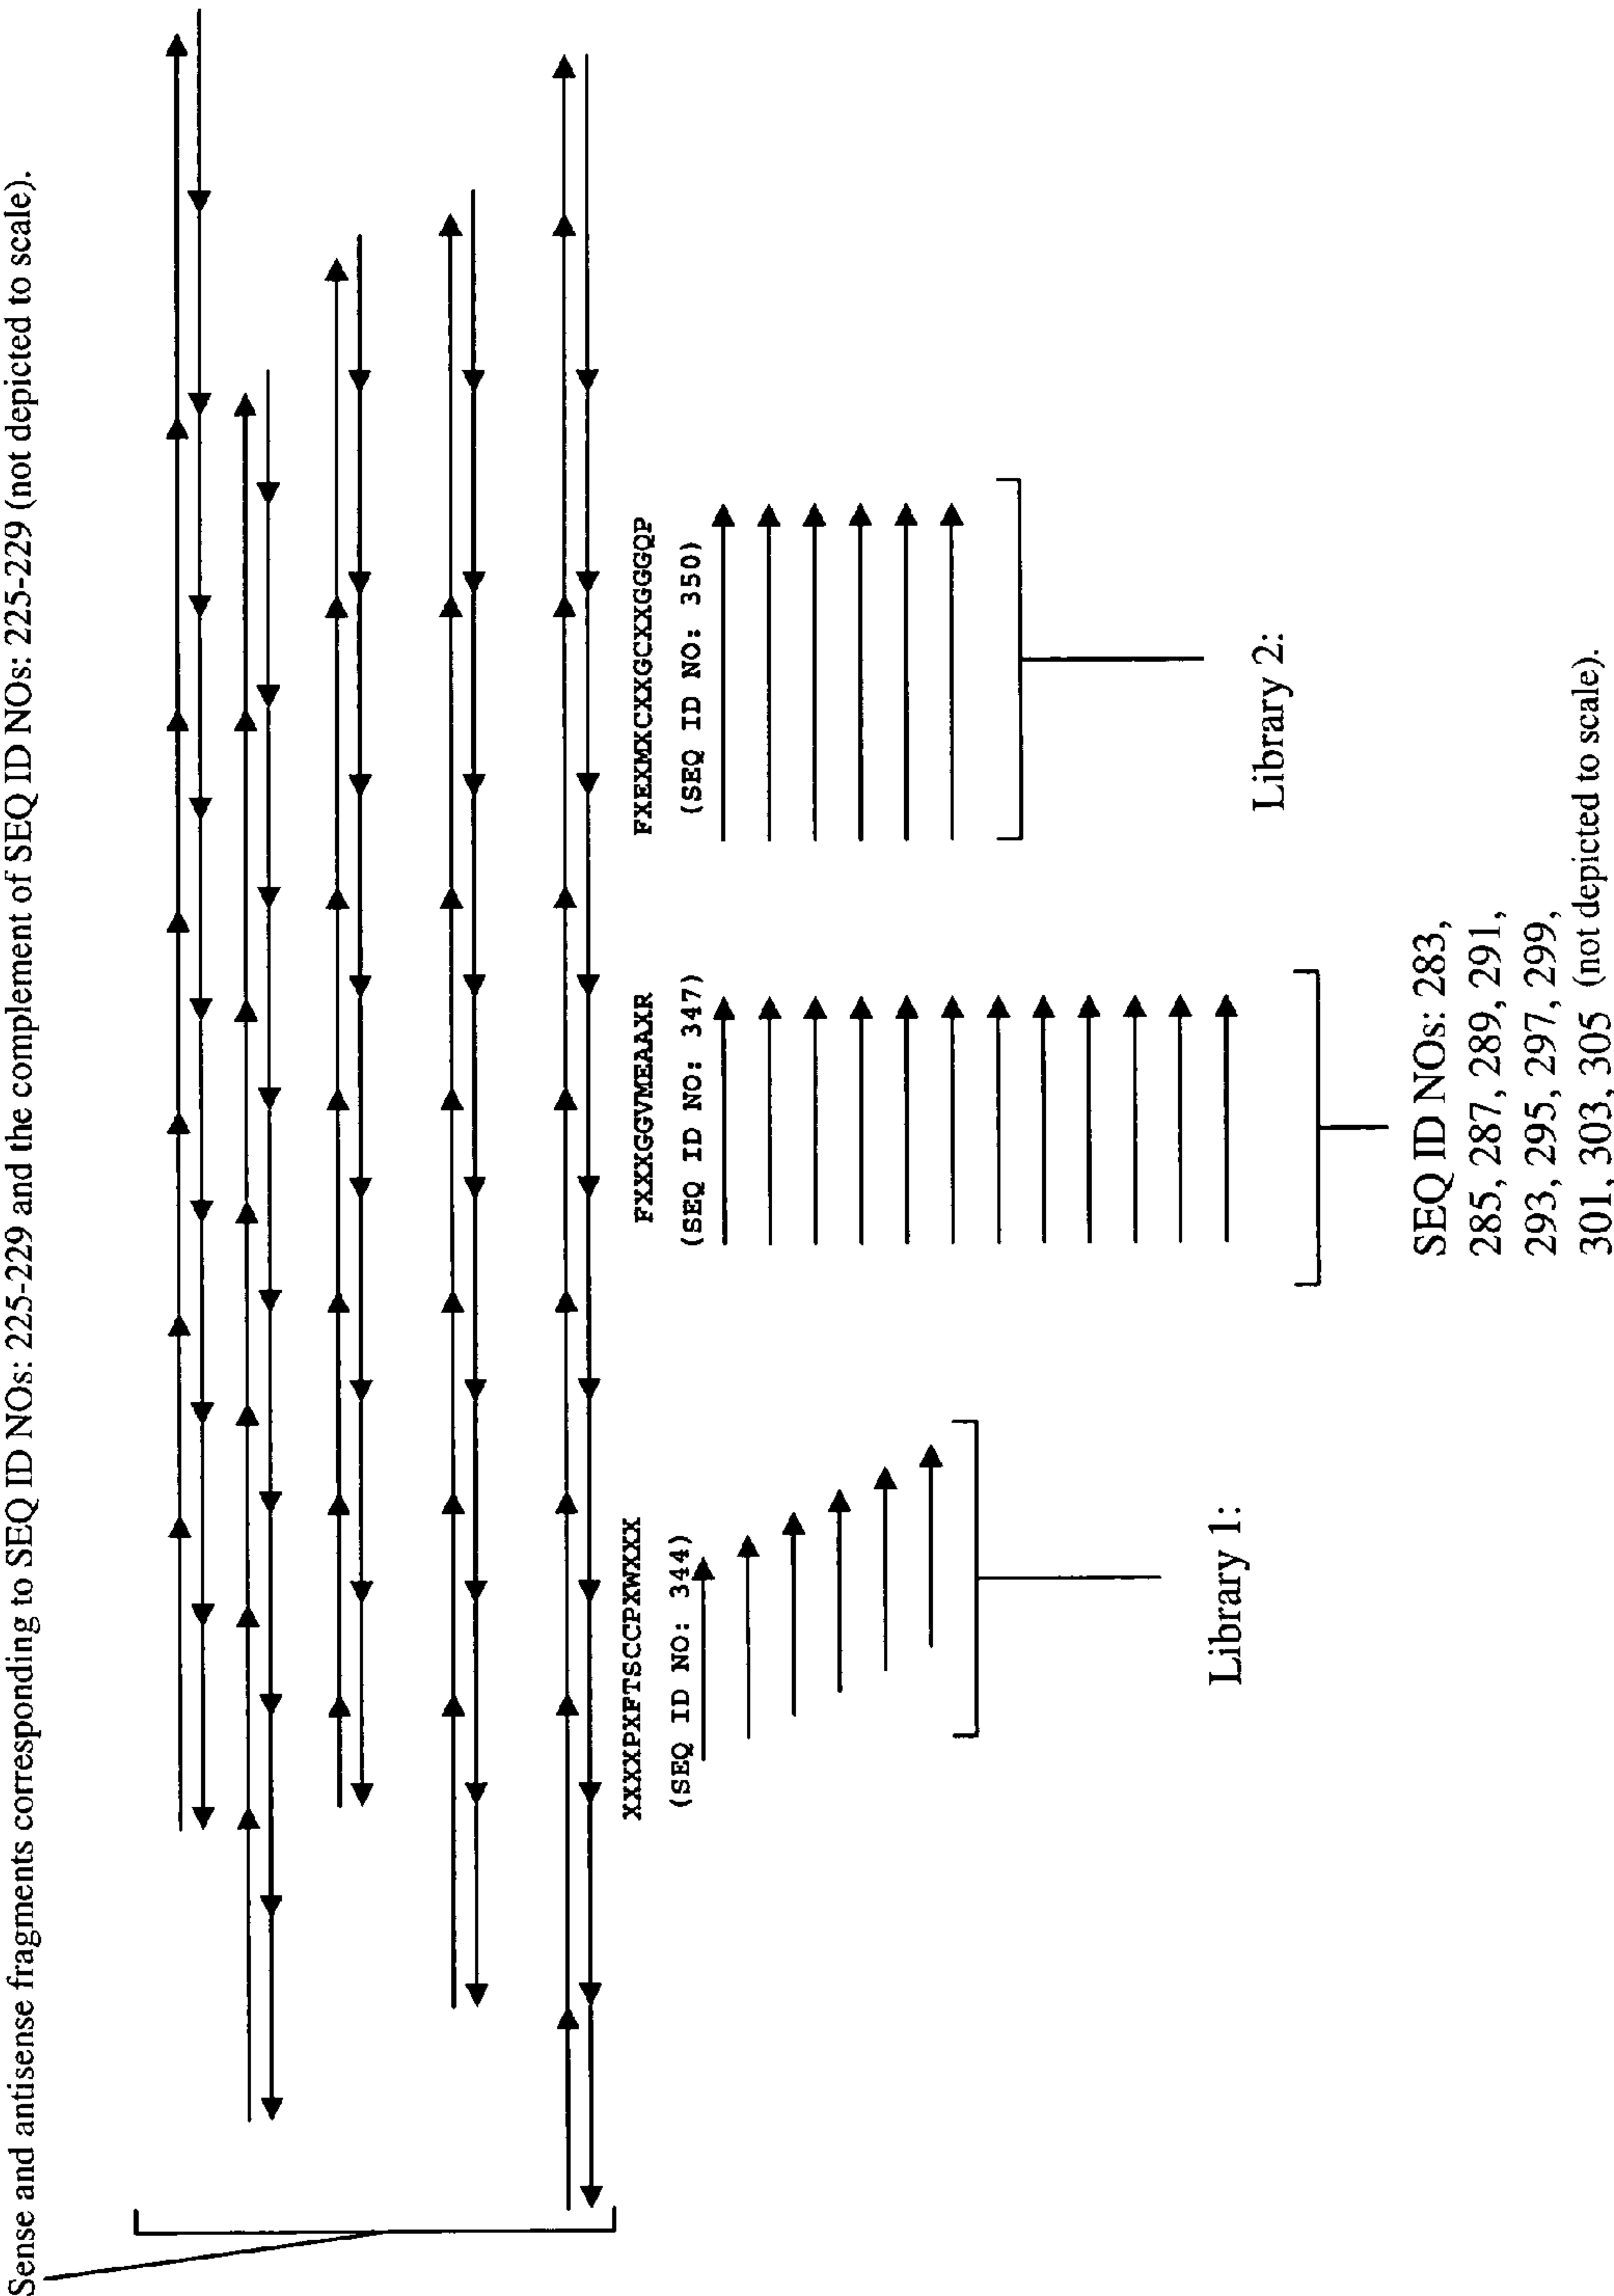 Sense and antisense fragments corresponding to SEQ ID NOs: 225-229 and the complement of SEQ ID NOs: 225-229 (not depicted to scale).
XXXXPXFTSCCPXWXXX
(SEQ ID NO: 344)
Library 1:
FXXXGGVMEAAXR
(SEQ ID NO: 347)
SEQ ID NOs: 283,
285, 287, 289, 291,
293, 295, 297, 299,
301, 303, 305 (not depicted to scale).
FXEXMXCXXGCXXGGGQP
(SEQ ID NO: 350)
Library 2: